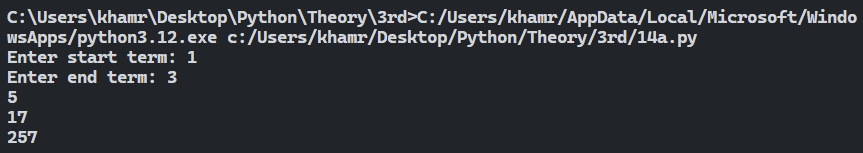 C:\Users\khamr\Desktop\Python\Theory\3rd>C:/Users/khamr/AppData/Local/Microsoft/Windo
wsApps/python3.12.exe c:/Users/khamr/Desktop/Python/Theory/3rd/14a.py
Enter start term: 1
Enter end term: 3
5
17
257